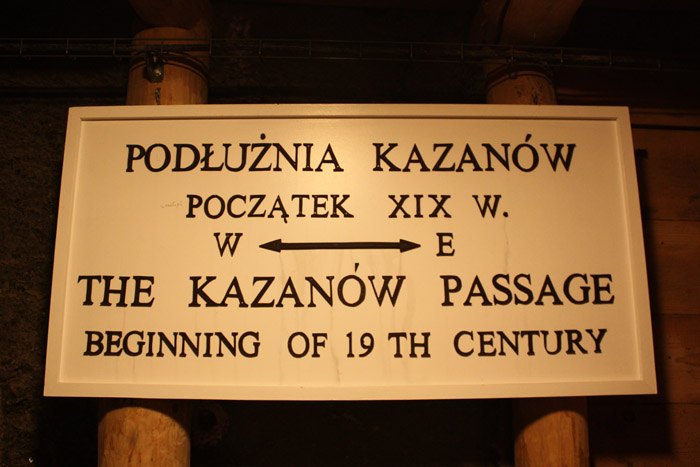 PODŁUŻNIA KAZANÓW
POCZĄTEK XIX W.
W E
THE KAZANÓW PASSAGE
BEGINNING OF 19 TH CENTURY